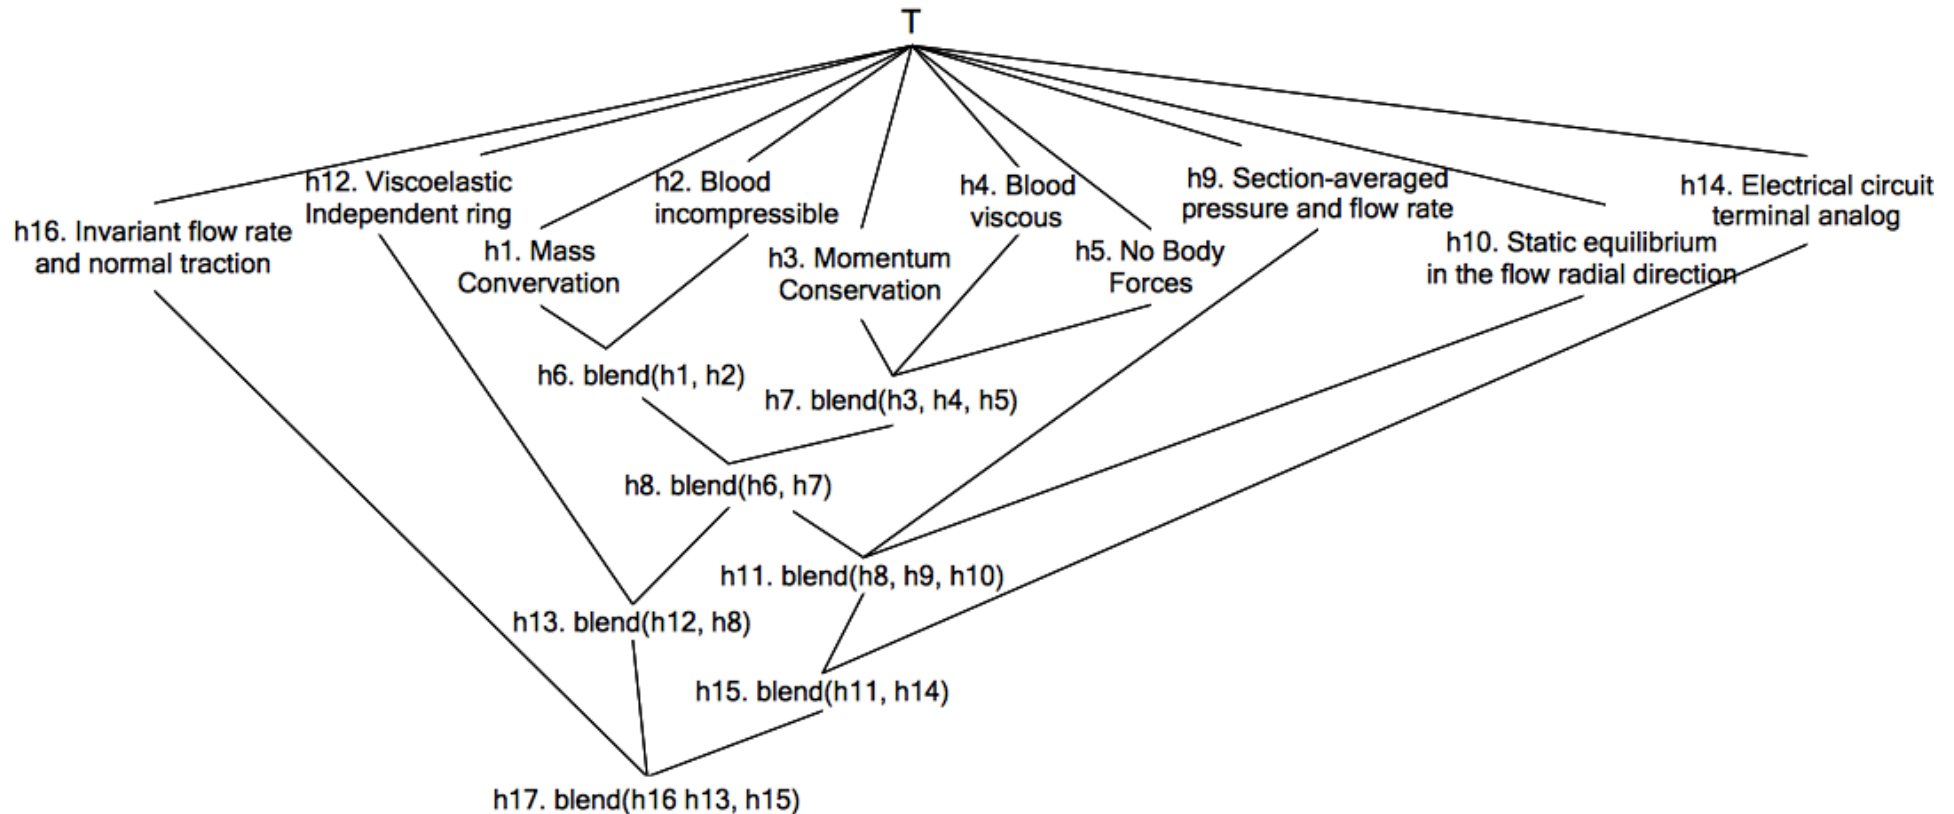 T
h12. Viscoelastic
Independent ring
h2. Blood
incompressible
h4. Blood
viscous
h9. Section-averaged
pressure and flow rate
h14. Electrical circuit
terminal analog
h16. Invariant flow rate
and normal traction
h1. Mass
Convervation
h3. Momentum
Conservation
h5. No Body
Forces
h10. Static equilibrium
in the flow radial direction
h6. blend(h1, h2)
h7. blend(h3, h4, h5)
h8. blend(h6, h7)
h11. blend(h8, h9, h10)
h13. blend(h12, h8)
h15. blend(h11, h14)
h17. blend(h16 h13, h15)